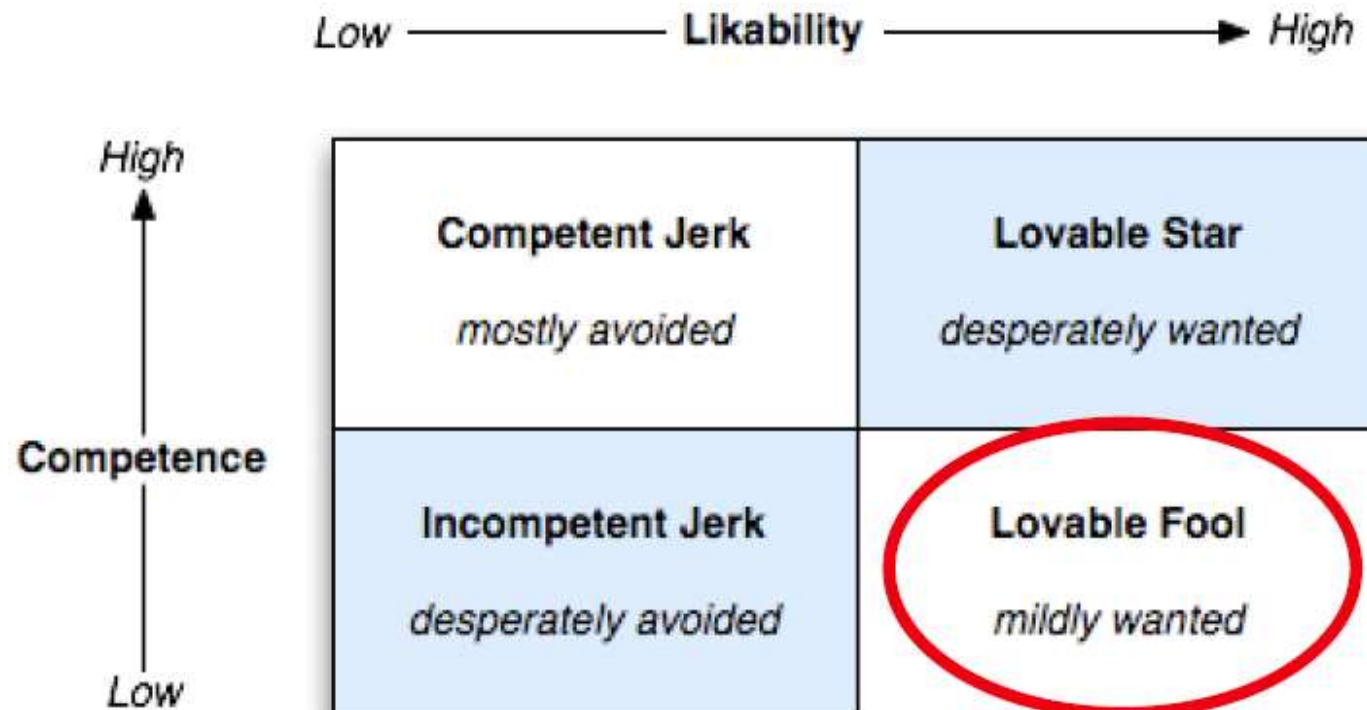 Low Likability High
High
Competent Jerk Lovable Star
mostly avoided desperately wanted
Competence
Incompetent Jerk Lovable Fool
desperately avoided mildly wanted
Low